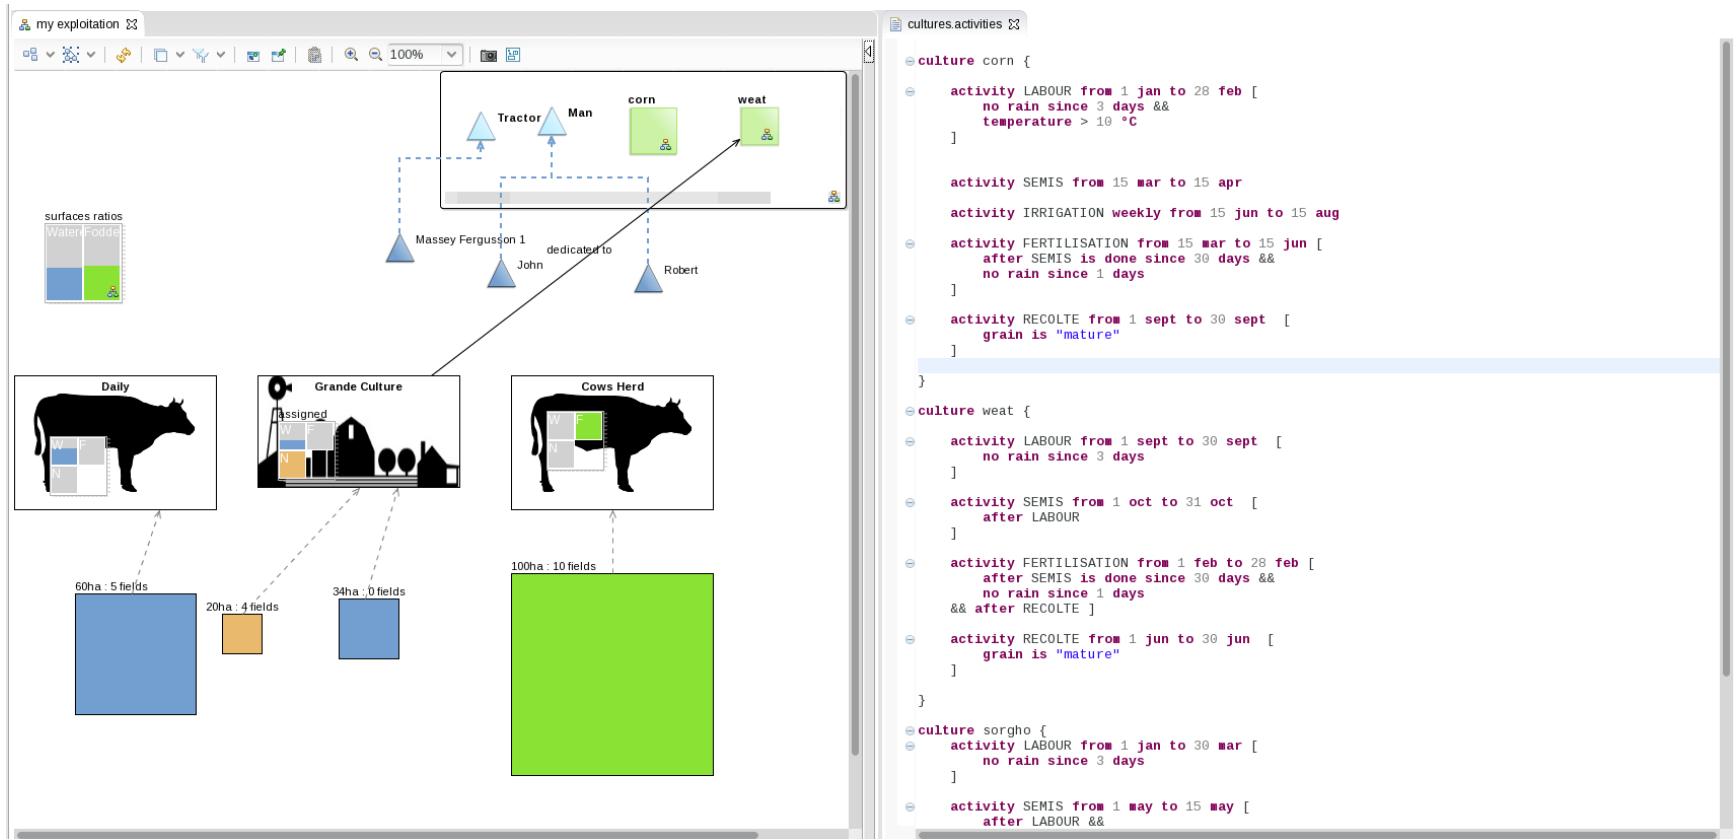 my exploitation
100%
corn
weat
Tractor
Man
surfaces ratios
Fodde
Massey Fergusson 1
dedicated to
John
Robert
Daily
W F
N
Grande Culture
assigned
W F
N
Cows Herd
W F
N
60ha : 5 fields
20ha : 4 fields
34ha : 0 fields
100ha : 10 fields
cultures.activities
culture corn {
activity LABOUR from 1 jan to 28 feb [
no rain since 3 days &&
temperature > 10 °C
]
activity SEMIS from 15 mar to 15 apr
activity IRRIGATION weekly from 15 jun to 15 aug
activity FERTILISATION from 15 mar to 15 jun [
after SEMIS is done since 30 days &&
no rain since 1 days
]
activity RECOLTE from 1 sept to 30 sept [
grain is "mature"
]
}
culture weat {
activity LABOUR from 1 sept to 30 sept [
no rain since 3 days
]
activity SEMIS from 1 oct to 31 oct [
after LABOUR
]
activity FERTILISATION from 1 feb to 28 feb [
after SEMIS is done since 30 days &&
no rain since 1 days
&& after RECOLTE ]
activity RECOLTE from 1 jun to 30 jun [
grain is "mature"
]
}
culture sorgho {
activity LABOUR from 1 jan to 30 mar [
no rain since 3 days
]
activity SEMIS from 1 may to 15 may [
after LABOUR &&